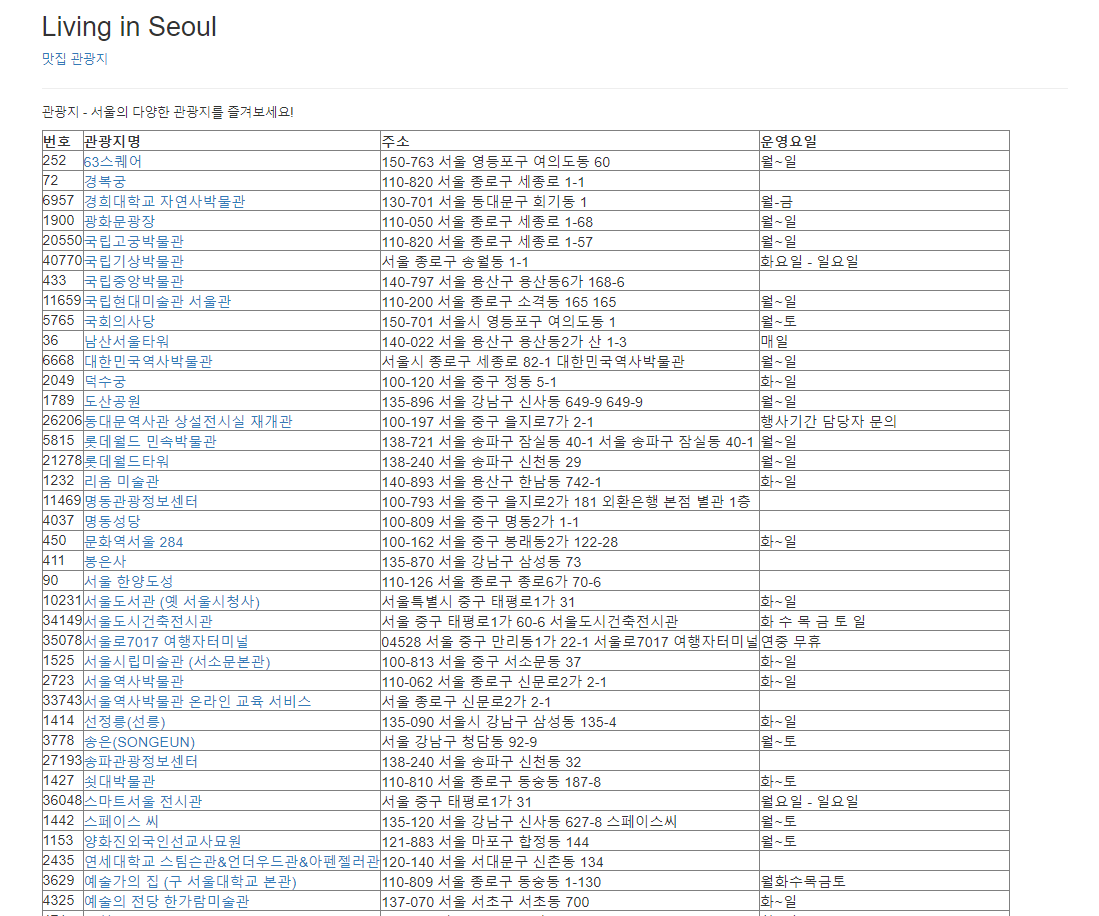 Living in Seoul
맛집 관광지
관광지 - 서울의 다양한 관광지를 즐겨보세요!
번호 관광지명 주소 운영요일
252 63스퀘어 150-763 서울 영등포구 여의도동 60 월~일
72 경복궁 110-820 서울 종로구 세종로 1-1
6957 경희대학교 자연사박물관 130-701 서울 동대문구 회기동 1 월-금
1900 광화문광장 110-050 서울 종로구 세종로 1-68 월~일
20550 국립고궁박물관 110-820 서울 종로구 세종로 1-57 월~일
40770 국립기상박물관 서울 종로구 송월동 1-1 화요일 - 일요일
433 국립중앙박물관 140-797 서울 용산구 용산동6가 168-6
11659 국립현대미술관 서울관 110-200 서울 종로구 소격동 165 165 월~일
5765 국회의사당 150-701 서울시 영등포구 여의도동 1 월~토
36 남산서울타워 140-022 서울 용산구 용산동2가 산 1-3 매일
6668 대한민국역사박물관 서울시 종로구 세종로 82-1 대한민국역사박물관 월~일
2049 덕수궁 100-120 서울 중구 정동 5-1 화~일
1789 도산공원 135-896 서울 강남구 신사동 649-9 649-9 월~일
26206 동대문역사관 상설전시실 재개관 100-197 서울 중구 을지로7가 2-1 행사기간 담당자 문의
5815 롯데월드 민속박물관 138-721 서울 송파구 잠실동 40-1 서울 송파구 잠실동 40-1 월~일
21278 롯데월드타워 138-240 서울 송파구 신천동 29 월~일
1232 리움 미술관 140-893 서울 용산구 한남동 742-1 화~일
11469 명동관광정보센터 100-793 서울 중구 을지로2가 181 외환은행 본점 별관 1층
4037 명동성당 100-809 서울 중구 명동2가 1-1
450 문화역서울 284 100-162 서울 중구 봉래동2가 122-28 화~일
411 봉은사 135-870 서울 강남구 삼성동 73
90 서울 한양도성 110-126 서울 종로구 종로6가 70-6
10231 서울도서관 (옛 서울시청사) 서울특별시 중구 태평로1가 31 화~일
34149 서울도시건축전시관 서울 중구 태평로1가 60-6 서울도시건축전시관 화 수 목 금 토 일
35078 서울로7017 여행자터미널 04528 서울 중구 만리동1가 22-1 서울로7017 여행자터미널 연중 무휴
1525 서울시립미술관 (서소문본관) 100-813 서울 중구 서소문동 37 화~일
2723 서울역사박물관 110-062 서울 종로구 신문로2가 2-1 화~일
33743 서울역사박물관 온라인 교육 서비스 서울 종로구 신문로2가 2-1
1414 선정릉(선릉) 135-090 서울시 강남구 삼성동 135-4 화~일
3778 송은(SONGEUN) 서울 강남구 청담동 92-9 월~토
27193 송파관광정보센터 138-240 서울 송파구 신천동 32
1427 쇳대박물관 110-810 서울 종로구 동숭동 187-8 화~토
36048 스마트서울 전시관 서울 중구 태평로1가 31 월요일 - 일요일
1442 스페이스 씨 135-120 서울 강남구 신사동 627-8 스페이스씨 월~토
1153 양화진외국인선교사묘원 121-883 서울 마포구 합정동 144 월~토
2435 연세대학교 스팀슨관&언더우드관&아펜젤러관 120-140 서울 서대문구 신촌동 134
3629 예술가의 집 (구 서울대학교 본관) 110-809 서울 종로구 동숭동 1-130 월화수목금토
4325 예술의 전당 한가람미술관 137-070 서울 서초구 서초동 700 화~일